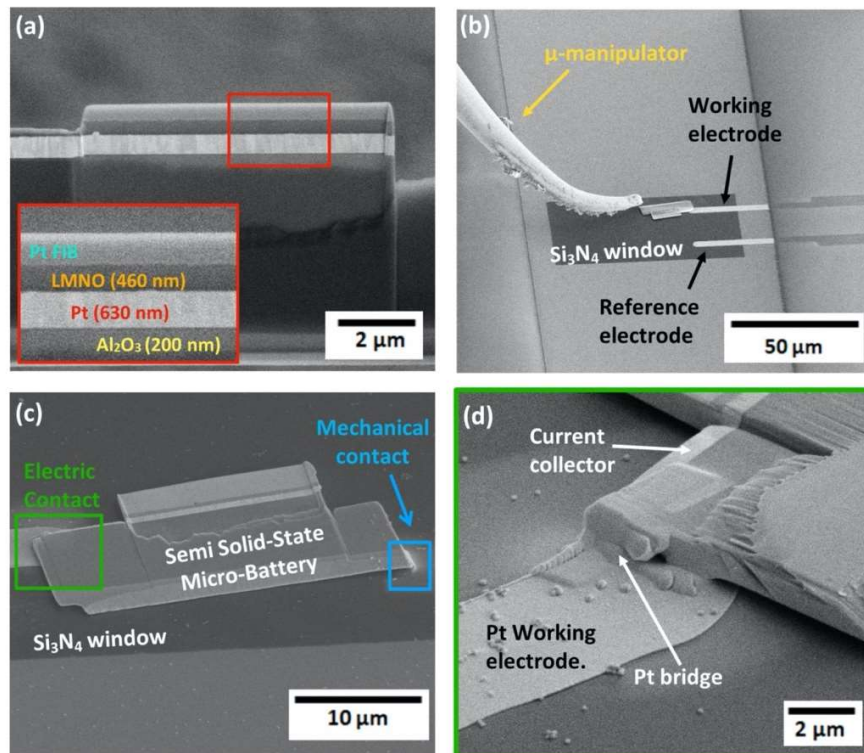 (a)
Pt FIB
LMNO (460 nm)
Pt (630 nm)
Al₂O₃ (200 nm)
2 µm
(b)
µ-manipulator
Working
electrode
Si₃N₄ window
Reference
electrode
50 µm
(c)
Mechanical
contact
Electric
Contact
Semi Solid-State
Micro-Battery
Si₃N₄ window
10 µm
(d)
Current
collector
Pt Working
electrode.
Pt bridge
2 µm